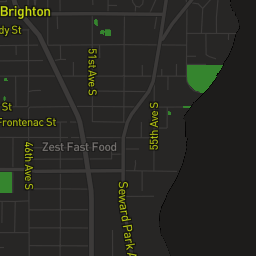 Brighton
dy St
51st Ave S
55th Ave S
St
Frontenac St
46th Ave S
Zest Fast Food
Seward Park A